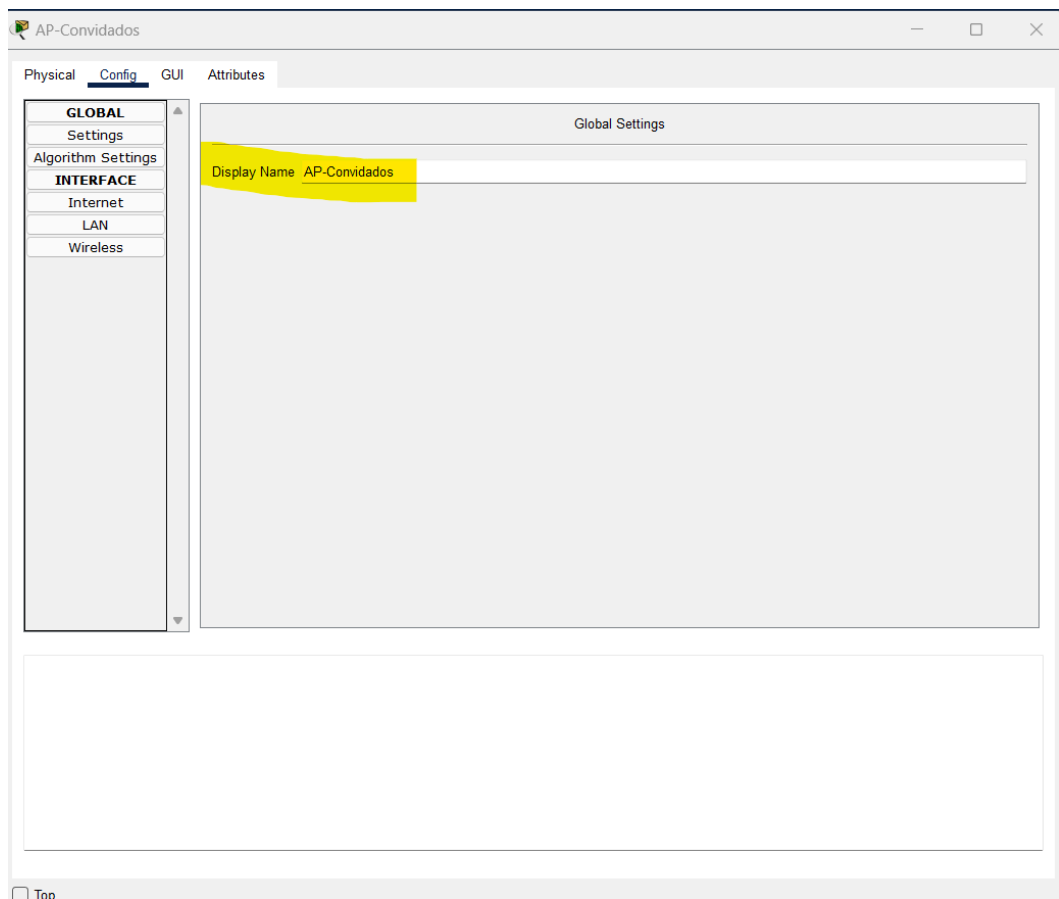 AP-Convidados
Physical Config GUI Attributes
GLOBAL
Settings
Algorithm Settings
INTERFACE
Internet
LAN
Wireless
Global Settings
Display Name AP-Convidados
Top